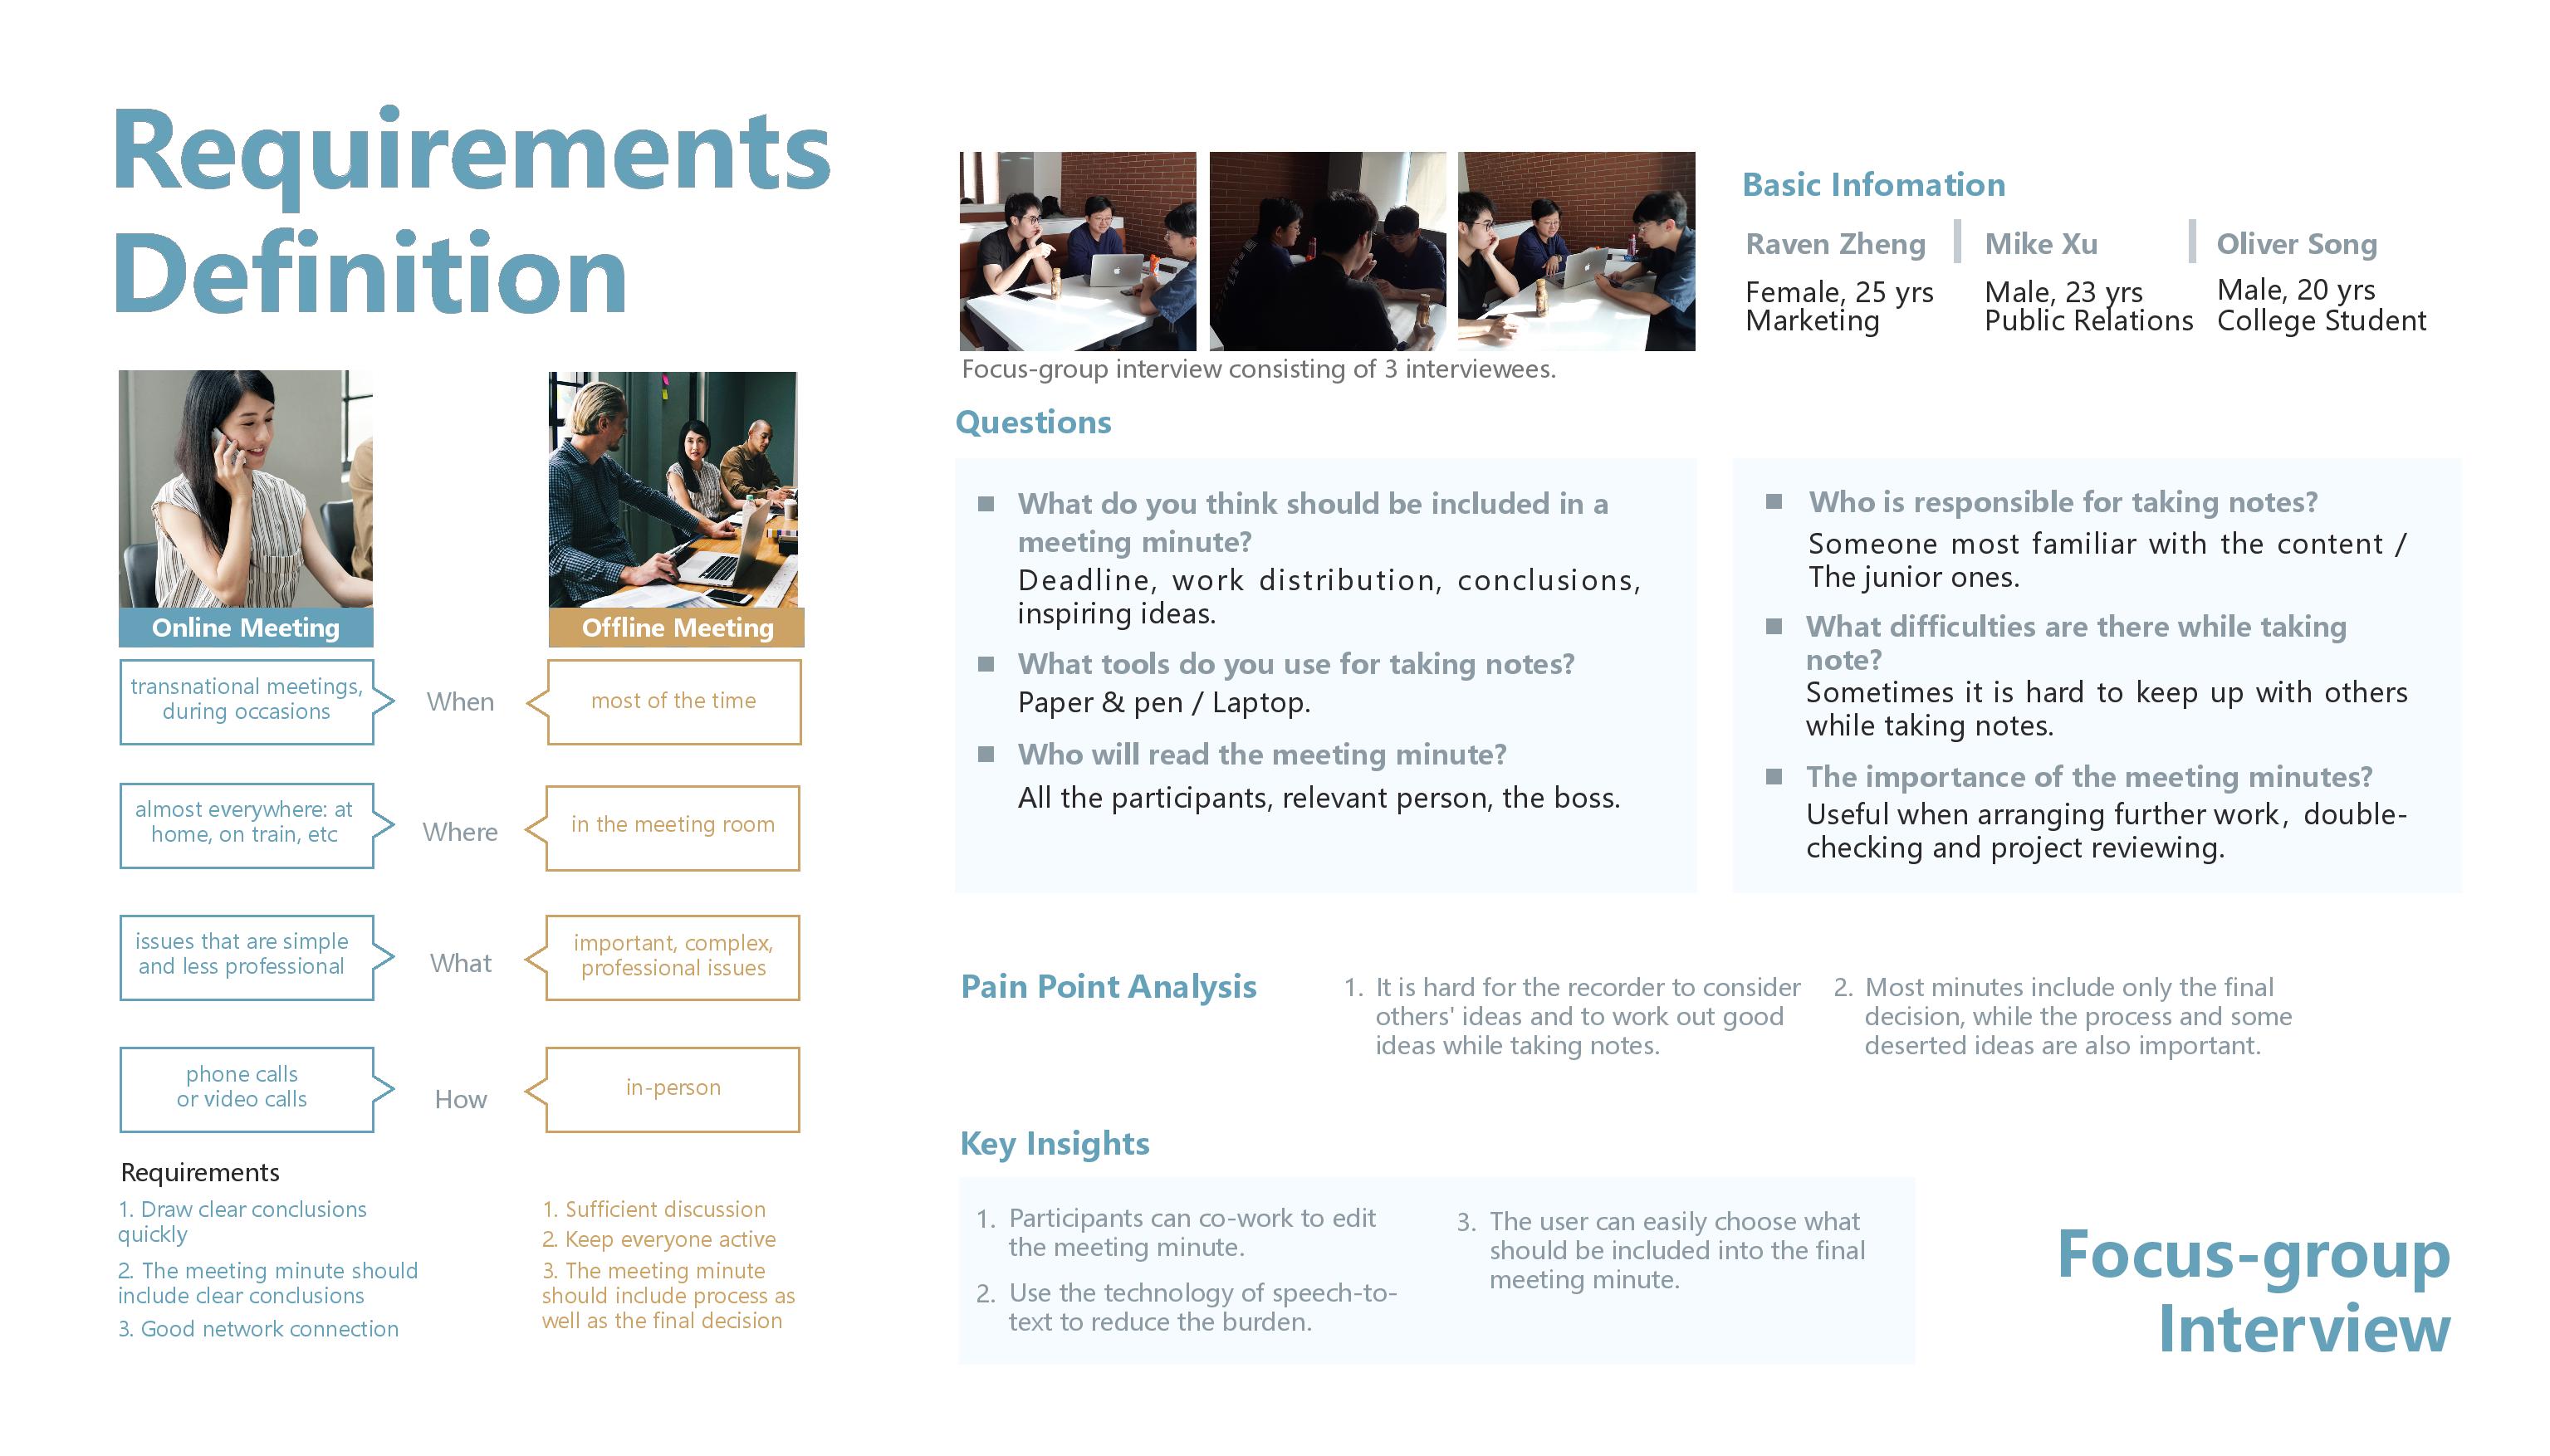 Requirements
Definition
Online Meeting
Offline Meeting
transnational meetings,
during occasions
When
most of the time
almost everywhere: at
home, on train, etc
Where
in the meeting room
issues that are simple
and less professional
What
important, complex,
professional issues
phone calls
or video calls
How
in-person
Requirements
1. Draw clear conclusions
quickly
2. The meeting minute should
include clear conclusions
3. Good network connection
1. Sufficient discussion
2. Keep everyone active
3. The meeting minute
should include process as
well as the final decision
Focus-group interview consisting of 3 interviewees.
Basic Infomation
Raven Zheng
Female, 25 yrs
Marketing
Mike Xu
Male, 23 yrs
Public Relations
Oliver Song
Male, 20 yrs
College Student
Questions
What do you think should be included in a
meeting minute?
Deadline, work distribution, conclusions,
inspiring ideas.
What tools do you use for taking notes?
Paper & pen / Laptop.
Who will read the meeting minute?
All the participants, relevant person, the boss.
Who is responsible for taking notes?
Someone most familiar with the content /
The junior ones.
What difficulties are there while taking
note?
Sometimes it is hard to keep up with others
while taking notes.
The importance of the meeting minutes?
Useful when arranging further work, double-
checking and project reviewing.
Pain Point Analysis
1. It is hard for the recorder to consider
others' ideas and to work out good
ideas while taking notes.
2. Most minutes include only the final
decision, while the process and some
deserted ideas are also important.
Key Insights
1. Participants can co-work to edit
the meeting minute.
2. Use the technology of speech-to-
text to reduce the burden.
3. The user can easily choose what
should be included into the final
meeting minute.
Focus-group
Interview